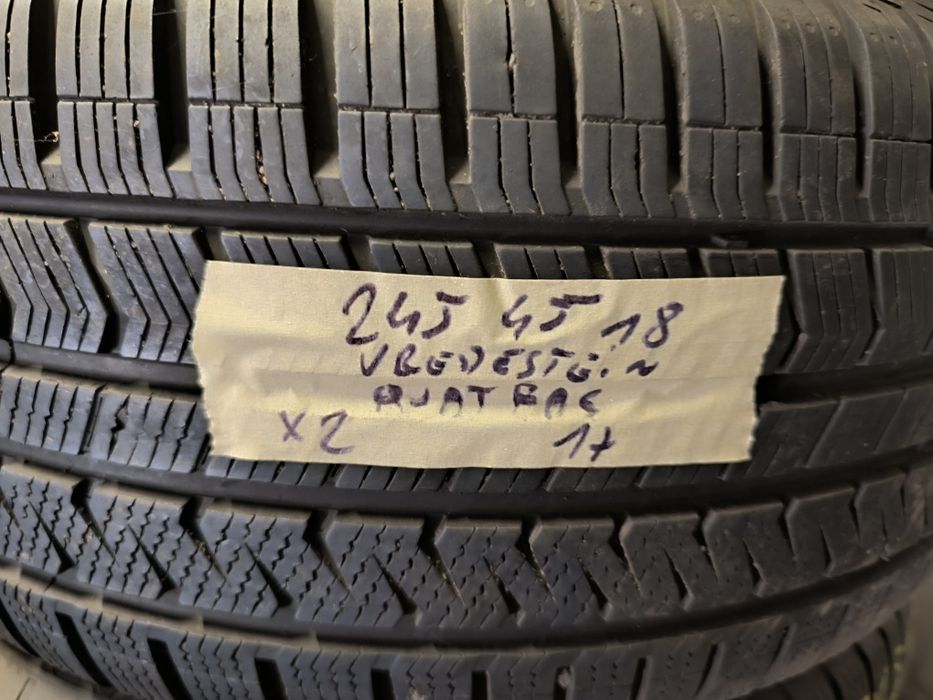 245 45 18
VREDESTEiN
QUATRAC
x2 17